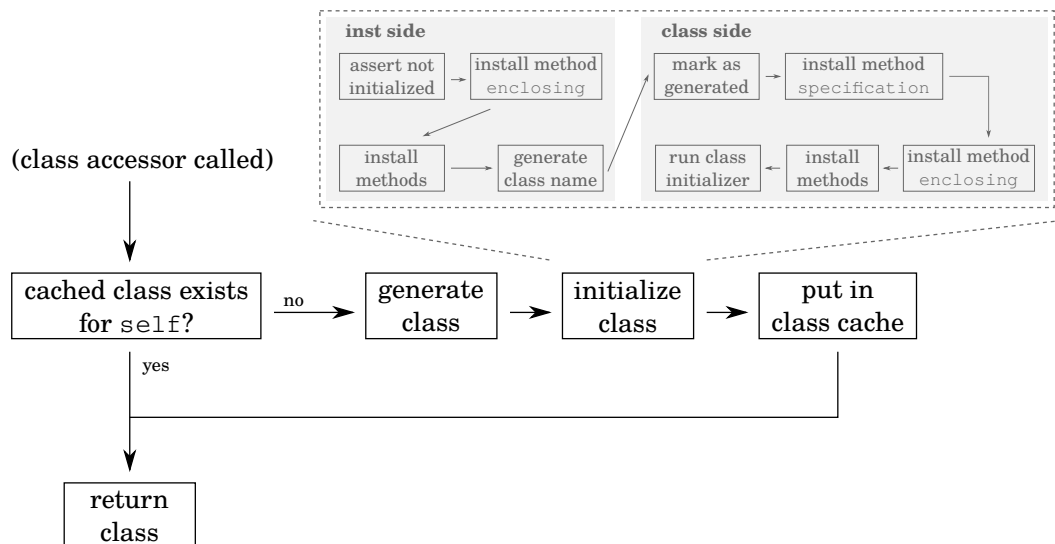 inst side
assert not
initialized
install method
enclosing
install
methods
generate
class name
class side
mark as
generated
install method
specification
install method
enclosing
install
methods
run class
initializer
(class accessor called)
cached class exists
for self?
no
generate
class
initialize
class
put in
class cache
yes
return
class